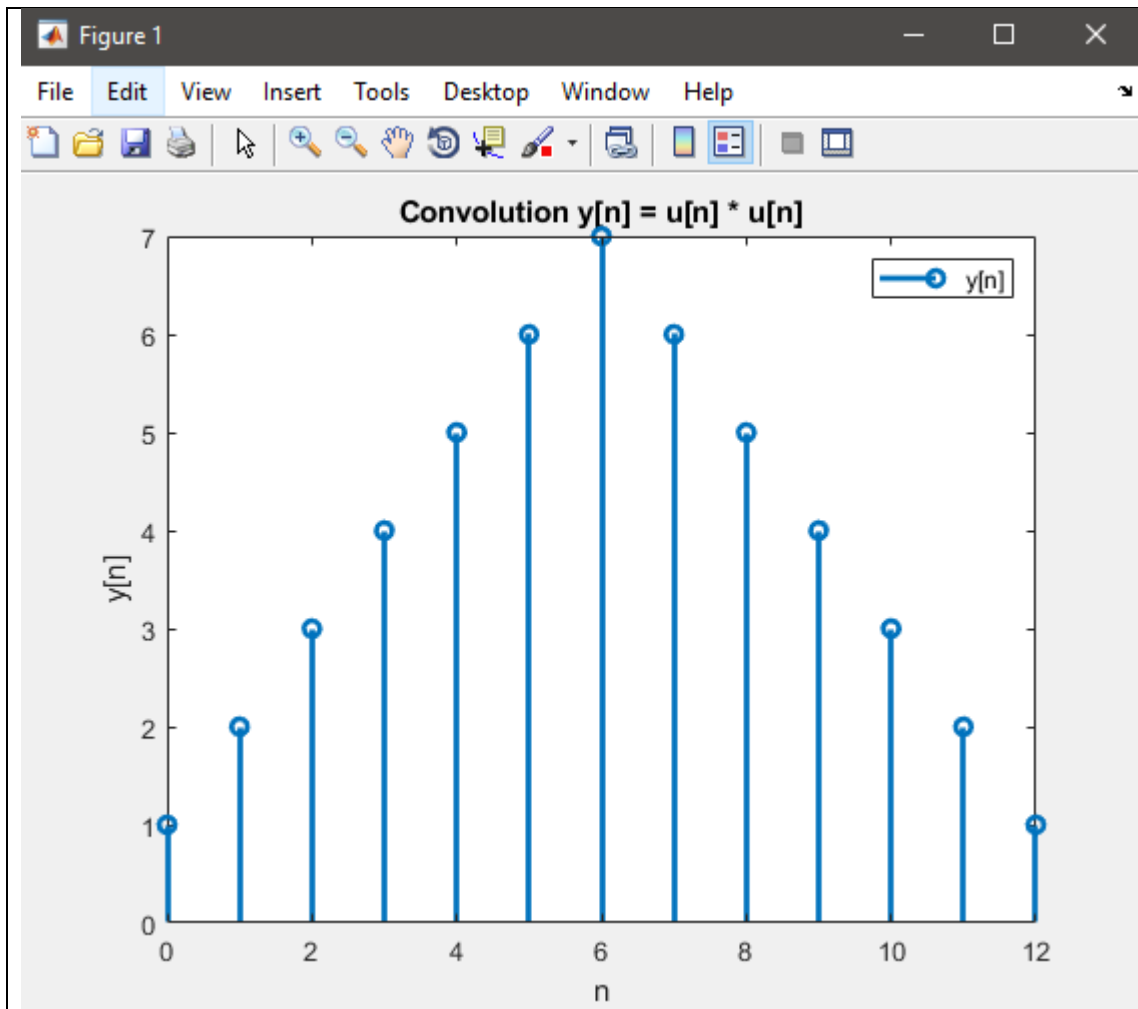 Figure 1
File Edit View Insert Tools Desktop Window Help
Convolution y[n] = u[n] * u[n]
y[n]
7
6
5
4
3
2
1
0
y[n]
0 2 4 6 8 10 12
n